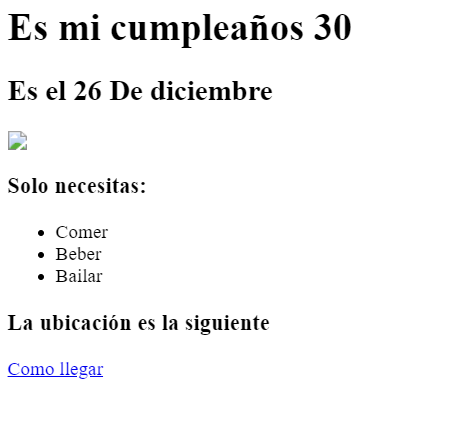 Es mi cumpleaños 30
Es el 26 De diciembre
Solo necesitas:
Comer
Beber
Bailar
La ubicación es la siguiente
Como llegar